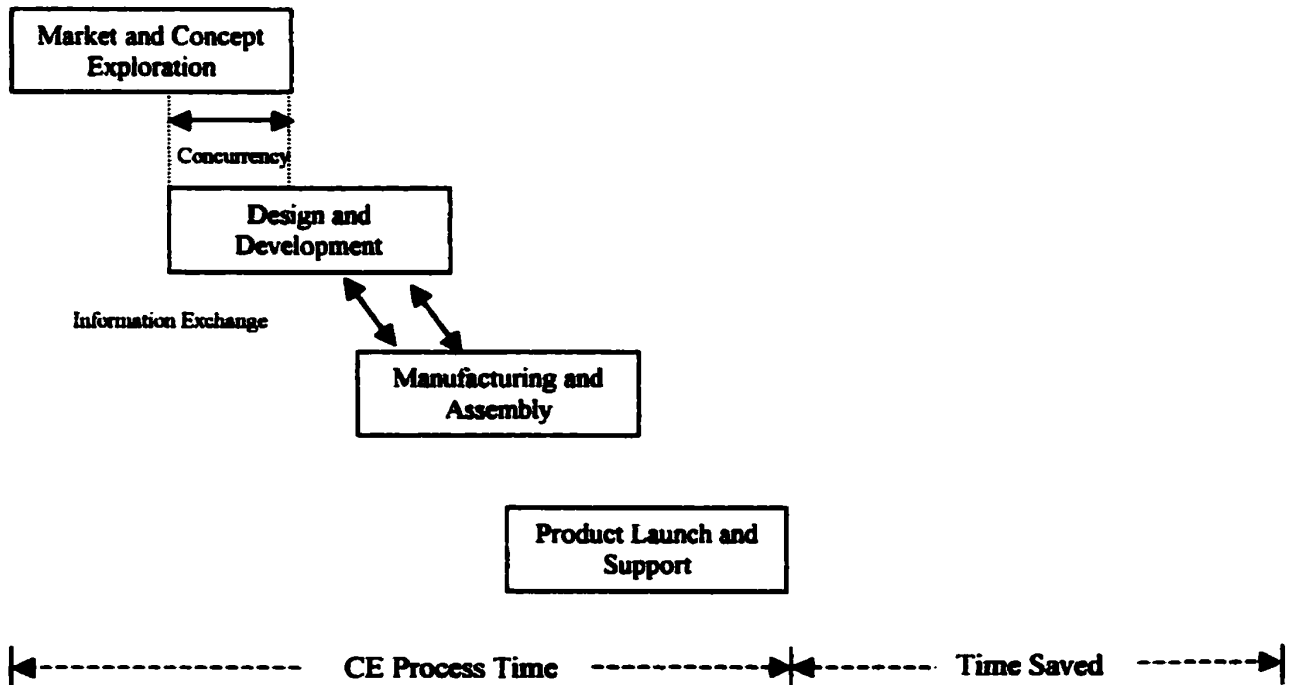 Market and Concept
Exploration
Concurrency
Design and
Development
Information Exchange
Manufacturing and
Assembly
Product Launch and
Support
CE Process Time
Time Saved